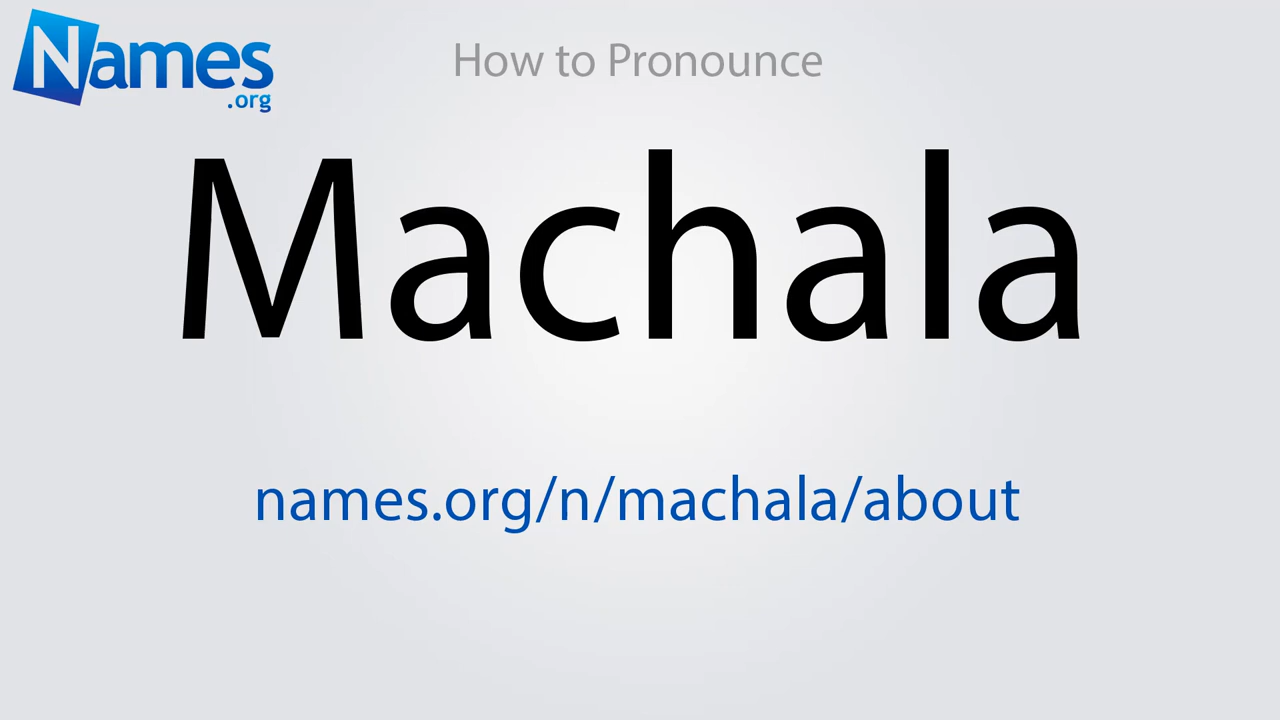 Names
.org
How to Pronounce
Machala
names.org/n/machala/about